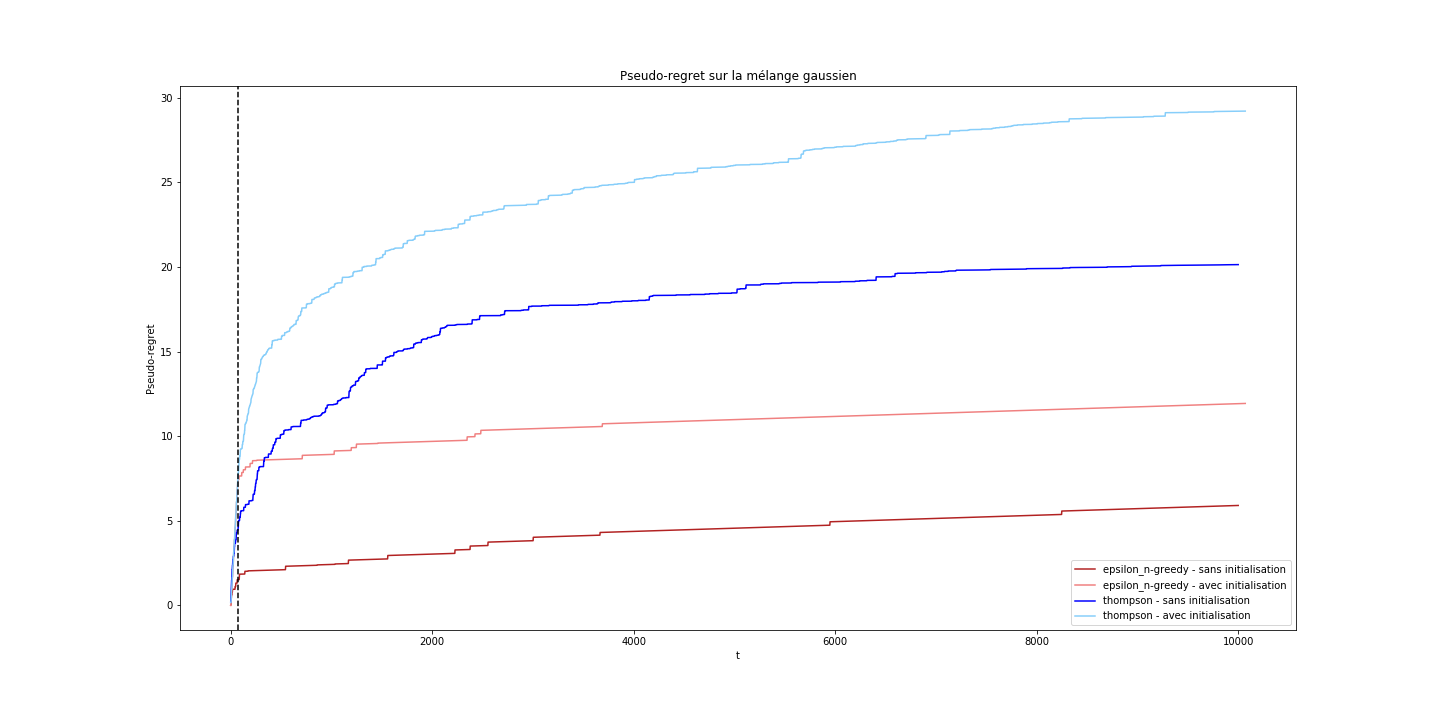 Pseudo-regret sur la mélange gaussien
30
25
20
15
10
5
0
Pseudo-regret
0
2000
4000
6000
8000
10000
t
epsilon_n-greedy - sans initialisation
epsilon_n-greedy - avec initialisation
thompson - sans initialisation
thompson - avec initialisation